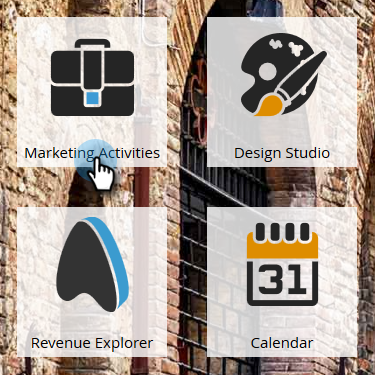 Marketing Activities
Design Studio
31
Revenue Explorer
Calendar